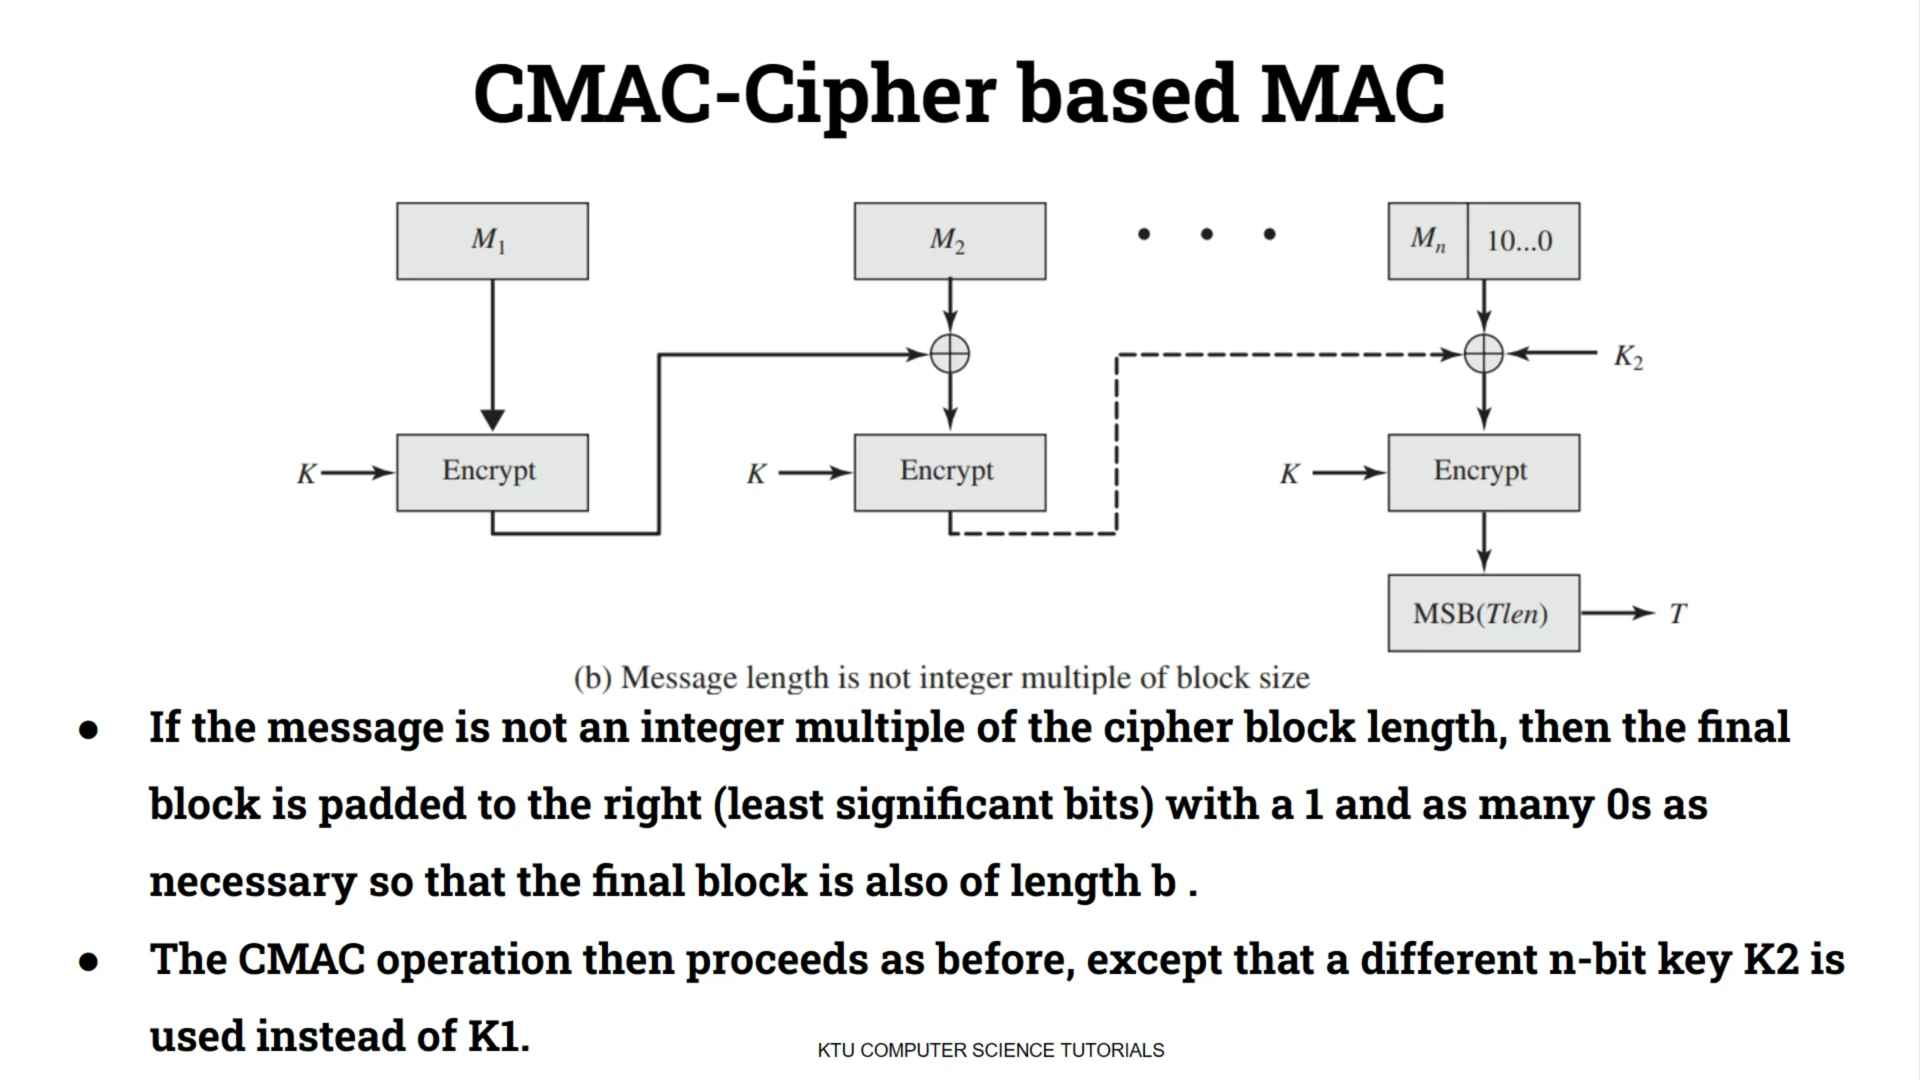 CMAC-Cipher based MAC
M1 M2 • • • Mn 10...0
K2
K Encrypt K Encrypt K Encrypt
MSB(Tlen) T
(b) Message length is not integer multiple of block size
● If the message is not an integer multiple of the cipher block length, then the final
block is padded to the right (least significant bits) with a 1 and as many 0s as
necessary so that the final block is also of length b .
● The CMAC operation then proceeds as before, except that a different n-bit key K2 is
used instead of K1.
KTU COMPUTER SCIENCE TUTORIALS